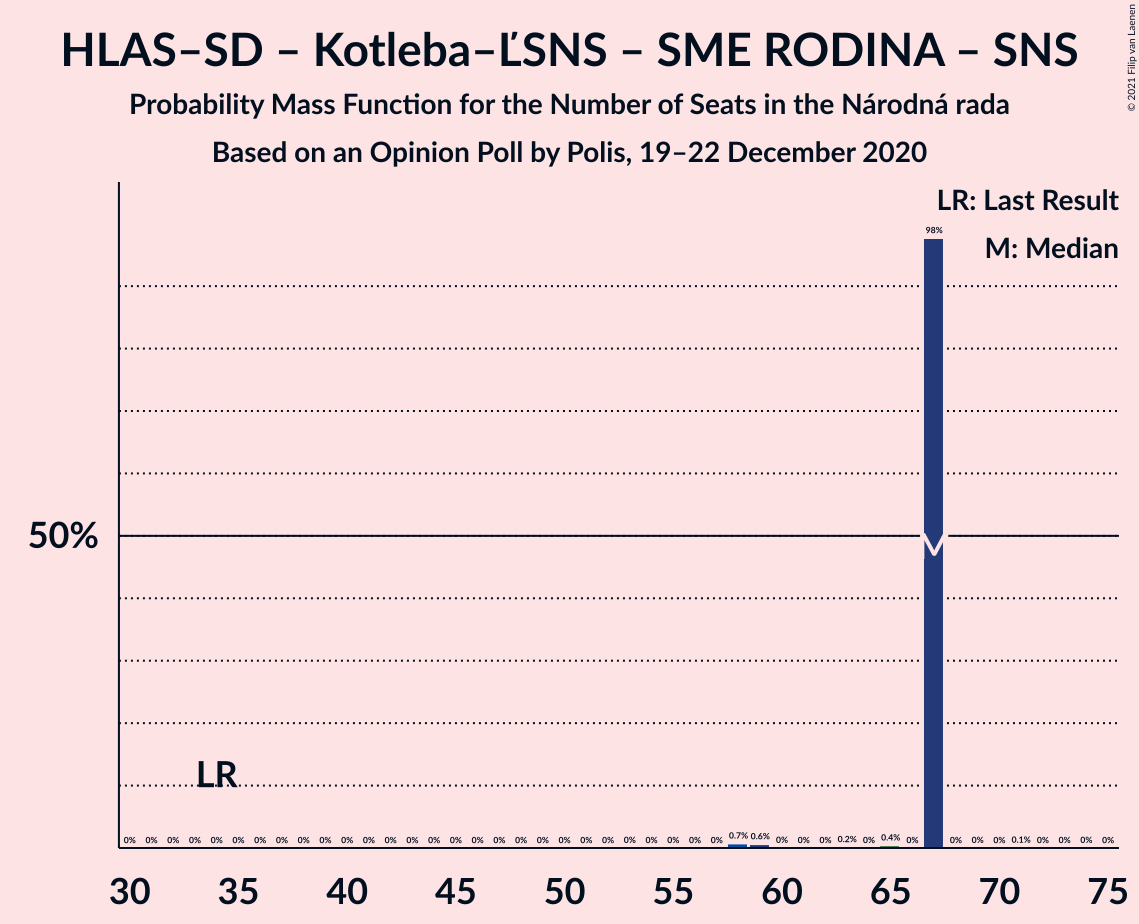 HLAS–SD – Kotleba–ĽSNS – SME RODINA – SNS
Probability Mass Function for the Number of Seats in the Národná rada
Based on an Opinion Poll by Polis, 19–22 December 2020
© 2021 Filip van Laenen
LR: Last Result
M: Median
98%
50%
LR
0% 0% 0% 0% 0% 0% 0% 0% 0% 0% 0% 0% 0% 0% 0% 0% 0% 0% 0% 0% 0% 0% 0% 0% 0% 0% 0% 0% 0.7% 0.6% 0% 0% 0% 0.2% 0% 0.4% 0% 0% 0% 0% 0.1% 0% 0% 0% 0%
30 35 40 45 50 55 60 65 70 75